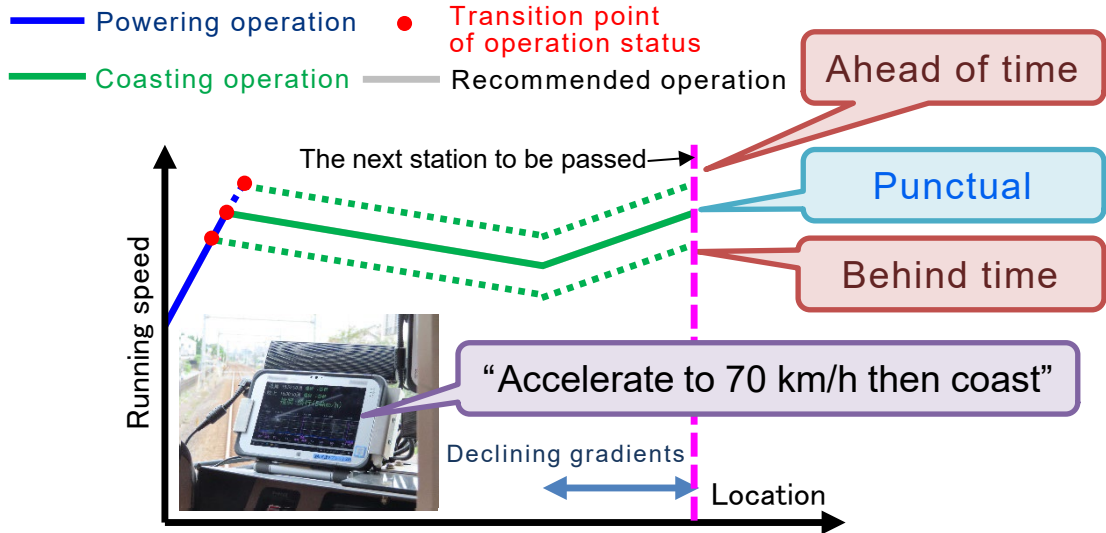 Powering operation
Transition point
of operation status
Coasting operation
Recommended operation
Ahead of time
The next station to be passed
Punctual
Behind time
Running speed
“Accelerate to 70 km/h then coast”
Declining gradients
Location